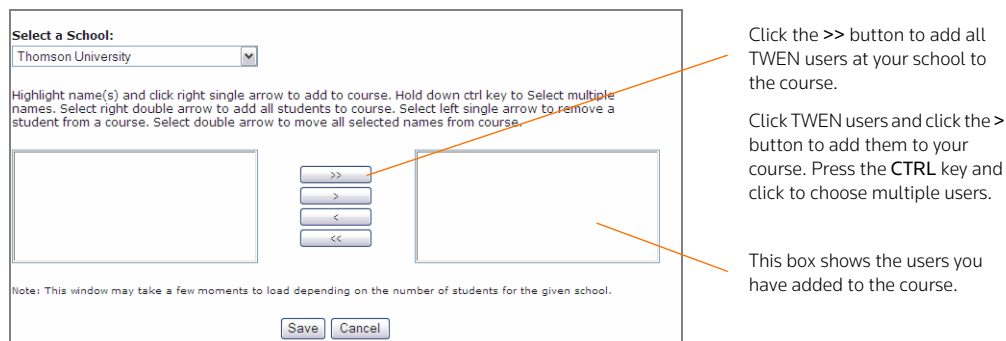 Select a School:
Thomson University
Highlight name(s) and click right single arrow to add to course. Hold down ctrl key to Select multiple
names. Select right double arrow to add all students to course. Select left single arrow to remove a
student from a course. Select double arrow to move all selected names from course.
>>
>
<
<<
Note: This window may take a few moments to load depending on the number of students for the given school.
Save Cancel
Click the >> button to add all
TWEN users at your school to
the course.
Click TWEN users and click the >
button to add them to your
course. Press the CTRL key and
click to choose multiple users.
This box shows the users you
have added to the course.